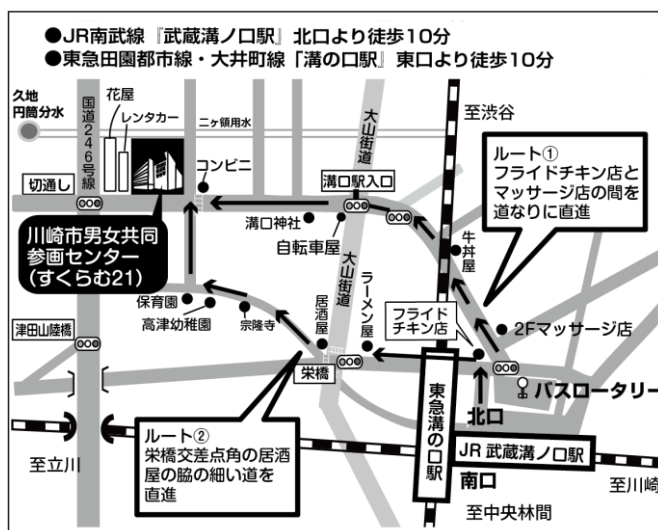 ●JR南武線『武蔵溝ノ口駅』北口より徒歩10分
●東急田園都市線・大井町線「溝の口駅」東口より徒歩10分
久地
円筒分水
国道246号線
花屋
レンタカー
二ヶ領用水
大山街道
至渋谷
コンビニ
切通し
溝口駅入口
ルート①
フライドチキン店と
マッサージ店の間を
道なりに直進
川崎市男女共同
参画センター
(すくらむ21)
溝口神社
自転車屋
牛丼屋
大山街道
ラーメン屋
居酒屋
保育園
高津幼稚園
宗隆寺
フライド
チキン店
2Fマッサージ店
津田山陸橋
栄橋
バスロータリー
北口
東急溝の口駅
ルート②
栄橋交差点角の居酒
屋の脇の細い道を
直進
JR 武蔵溝ノ口駅
南口
至立川
至川崎
至中央林間